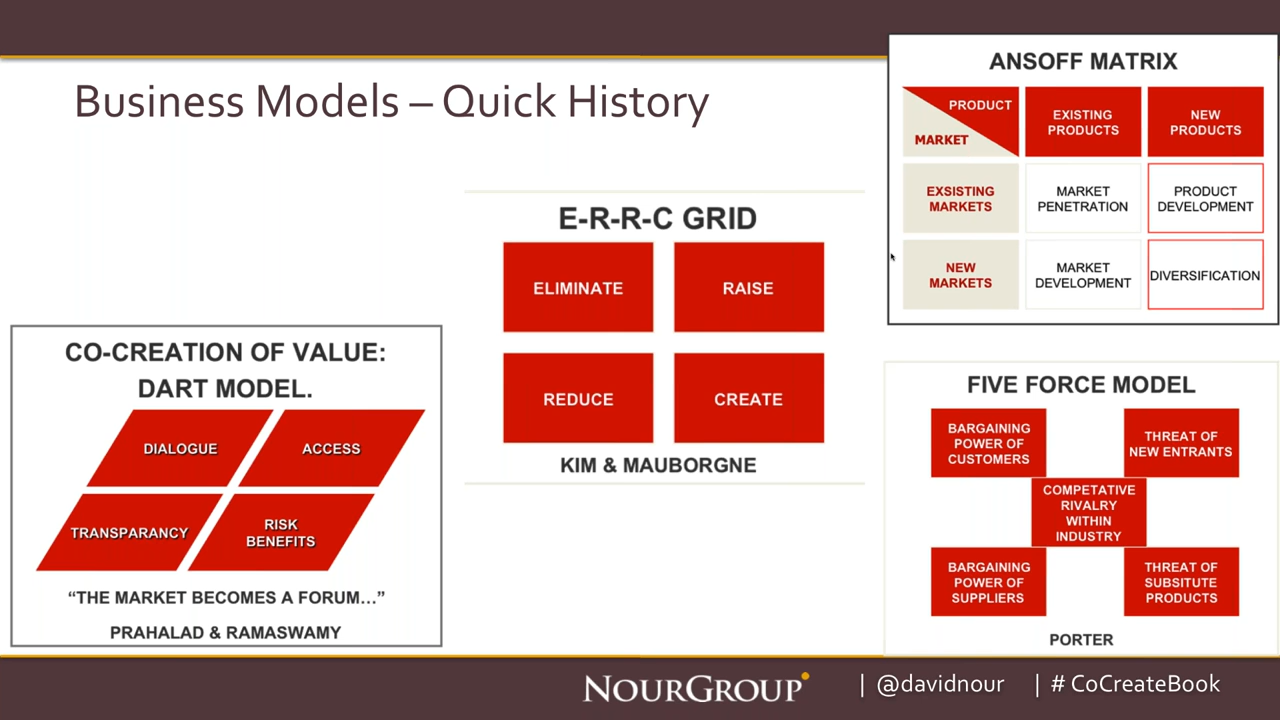 Business Models – Quick History
ANSOFF MATRIX
PRODUCT
MARKET
EXISTING
PRODUCTS
NEW
PRODUCTS
EXSISTING
MARKETS
MARKET
PENETRATION
PRODUCT
DEVELOPMENT
NEW
MARKETS
MARKET
DEVELOPMENT
DIVERSIFICATION
E-R-R-C GRID
ELIMINATE
RAISE
REDUCE
CREATE
KIM & MAUBORGNE
CO-CREATION OF VALUE:
DART MODEL.
DIALOGUE
ACCESS
TRANSPARANCY
RISK
BENEFITS
“THE MARKET BECOMES A FORUM…”
PRAHALAD & RAMASWAMY
FIVE FORCE MODEL
BARGAINING
POWER OF
CUSTOMERS
THREAT OF
NEW ENTRANTS
COMPETATIVE
RIVALRY
WITHIN
INDUSTRY
BARGAINING
POWER OF
SUPPLIERS
THREAT OF
SUBSITUTE
PRODUCTS
PORTER
NOURGROUP | @davidnour | # CoCreateBook